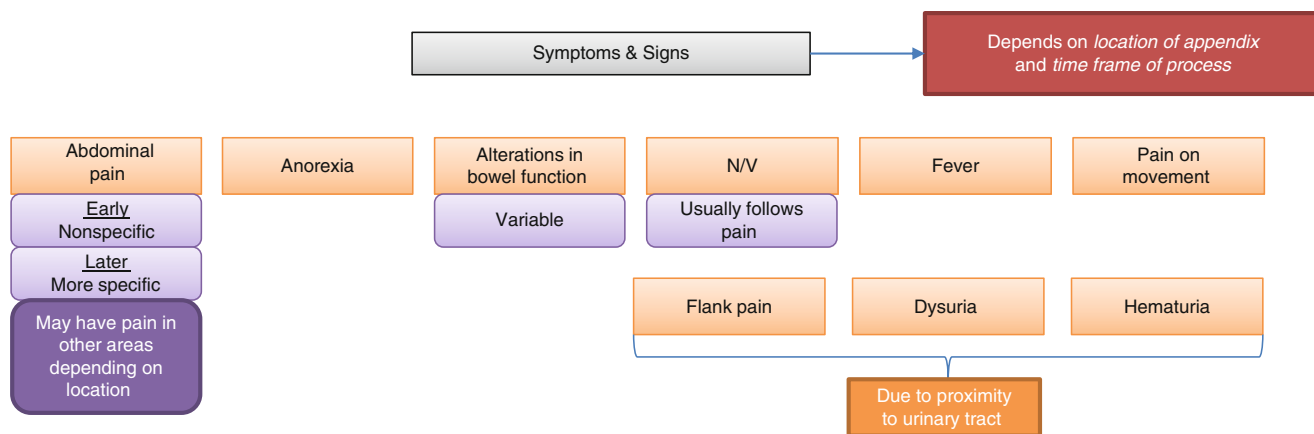 Symptoms & Signs
Depends on location of appendix
and time frame of process
Abdominal
pain
Early
Nonspecific
Later
More specific
May have pain in
other areas
depending on
location
Anorexia
Alterations in
bowel function
Variable
N/V
Usually follows
pain
Fever
Pain on
movement
Flank pain
Dysuria
Hematuria
Due to proximity
to urinary tract